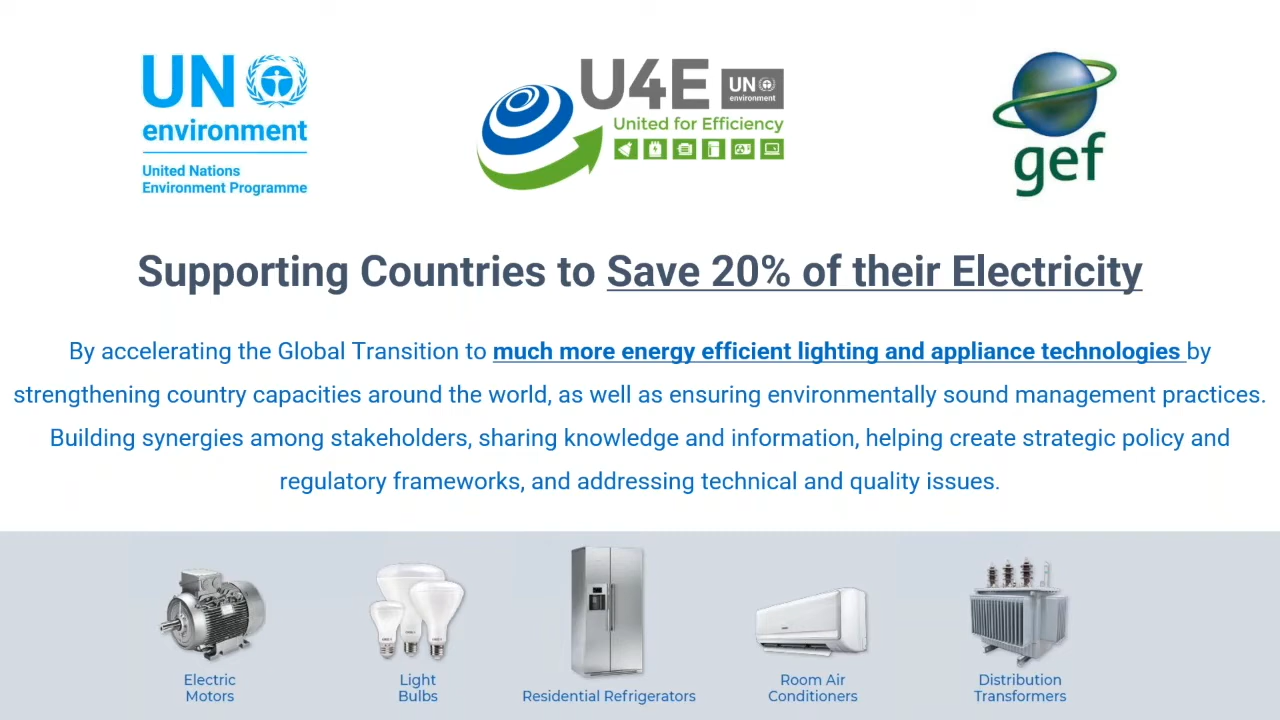 UN
environment
United Nations
Environment Programme
U4E
UN
environment
United for Efficiency
gef
Supporting Countries to Save 20% of their Electricity
By accelerating the Global Transition to much more energy efficient lighting and appliance technologies by
strengthening country capacities around the world, as well as ensuring environmentally sound management practices.
Building synergies among stakeholders, sharing knowledge and information, helping create strategic policy and
regulatory frameworks, and addressing technical and quality issues.
Electric
Motors
Light
Bulbs
Residential Refrigerators
Room Air
Conditioners
Distribution
Transformers